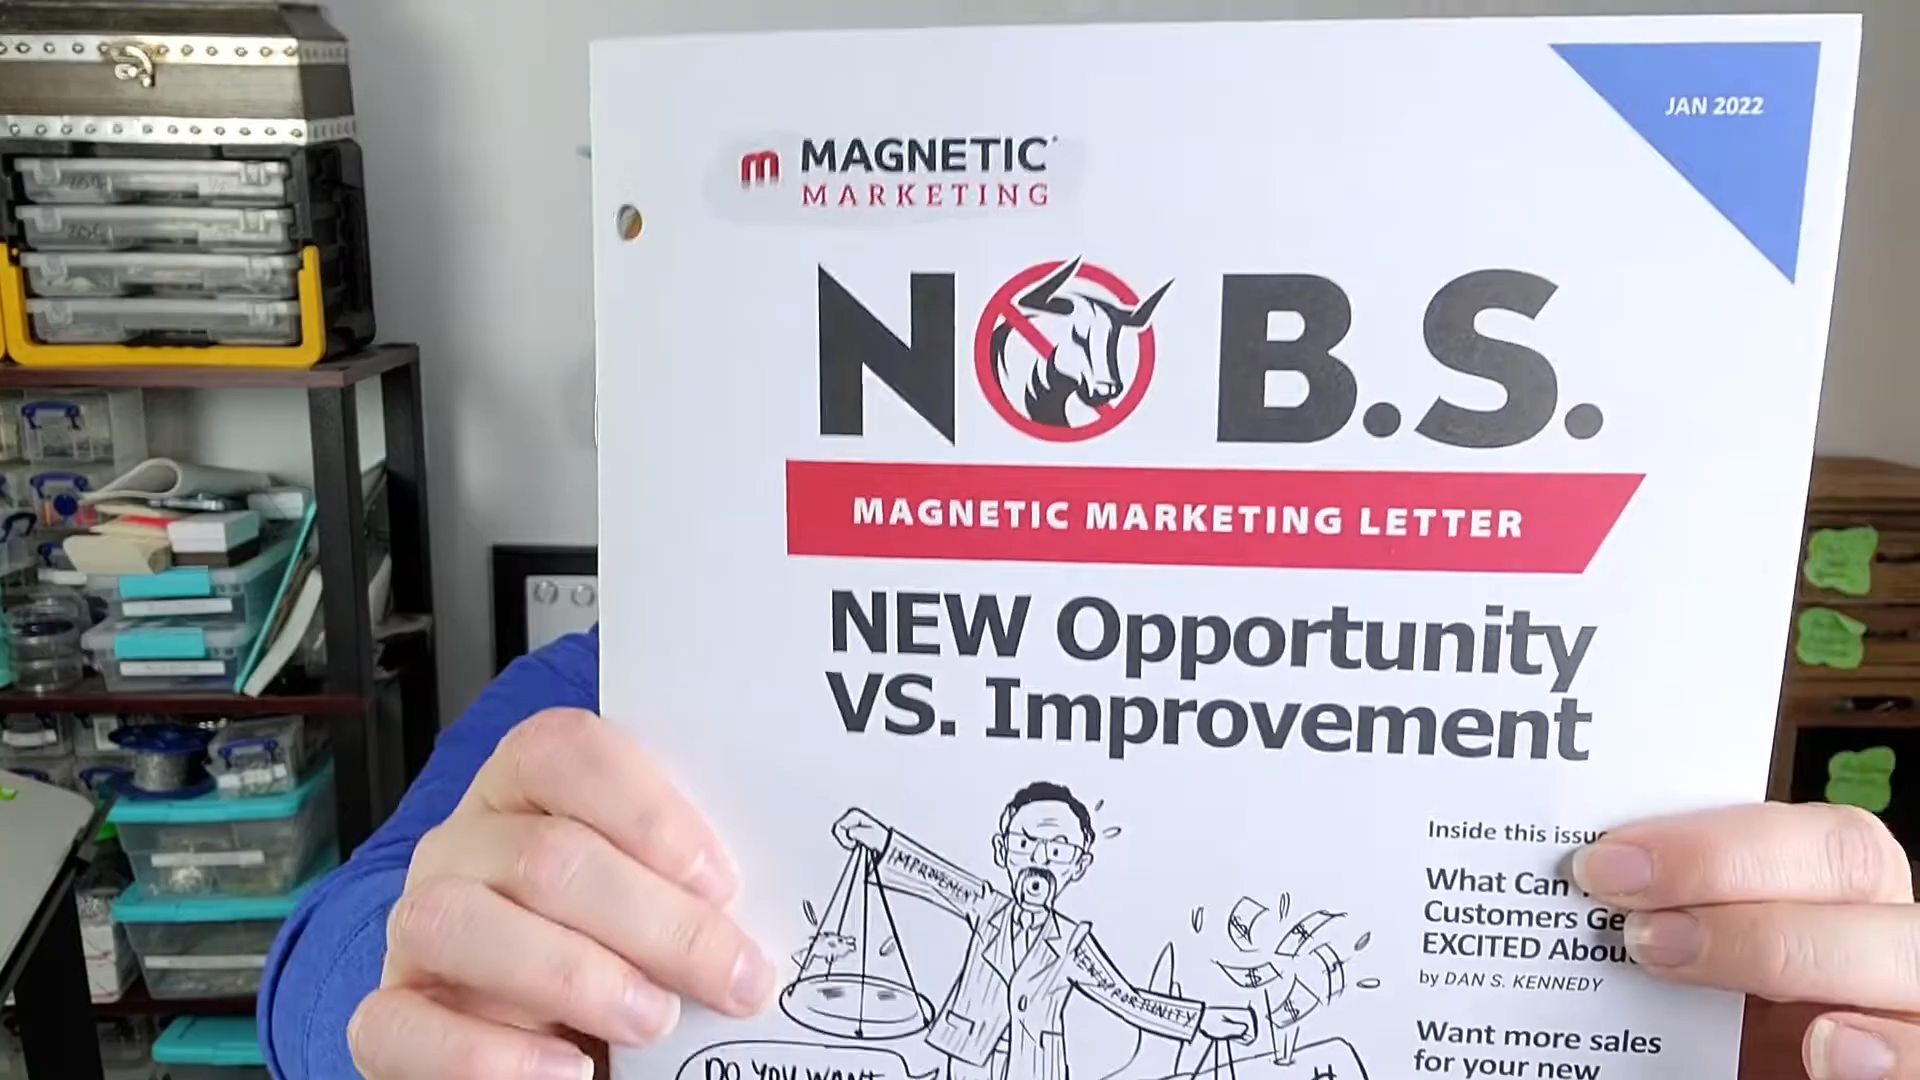 JAN 2022
m MAGNETIC
MARKETING
NO B.S.
MAGNETIC MARKETING LETTER
NEW Opportunity
VS. Improvement
IMPROVEMENT
NEW OPPORTUNITY
Inside this issue
What Can
Customers Ge
EXCITED Abou
by DAN S. KENNEDY
Want more sales
for your new
DO YOU WANT